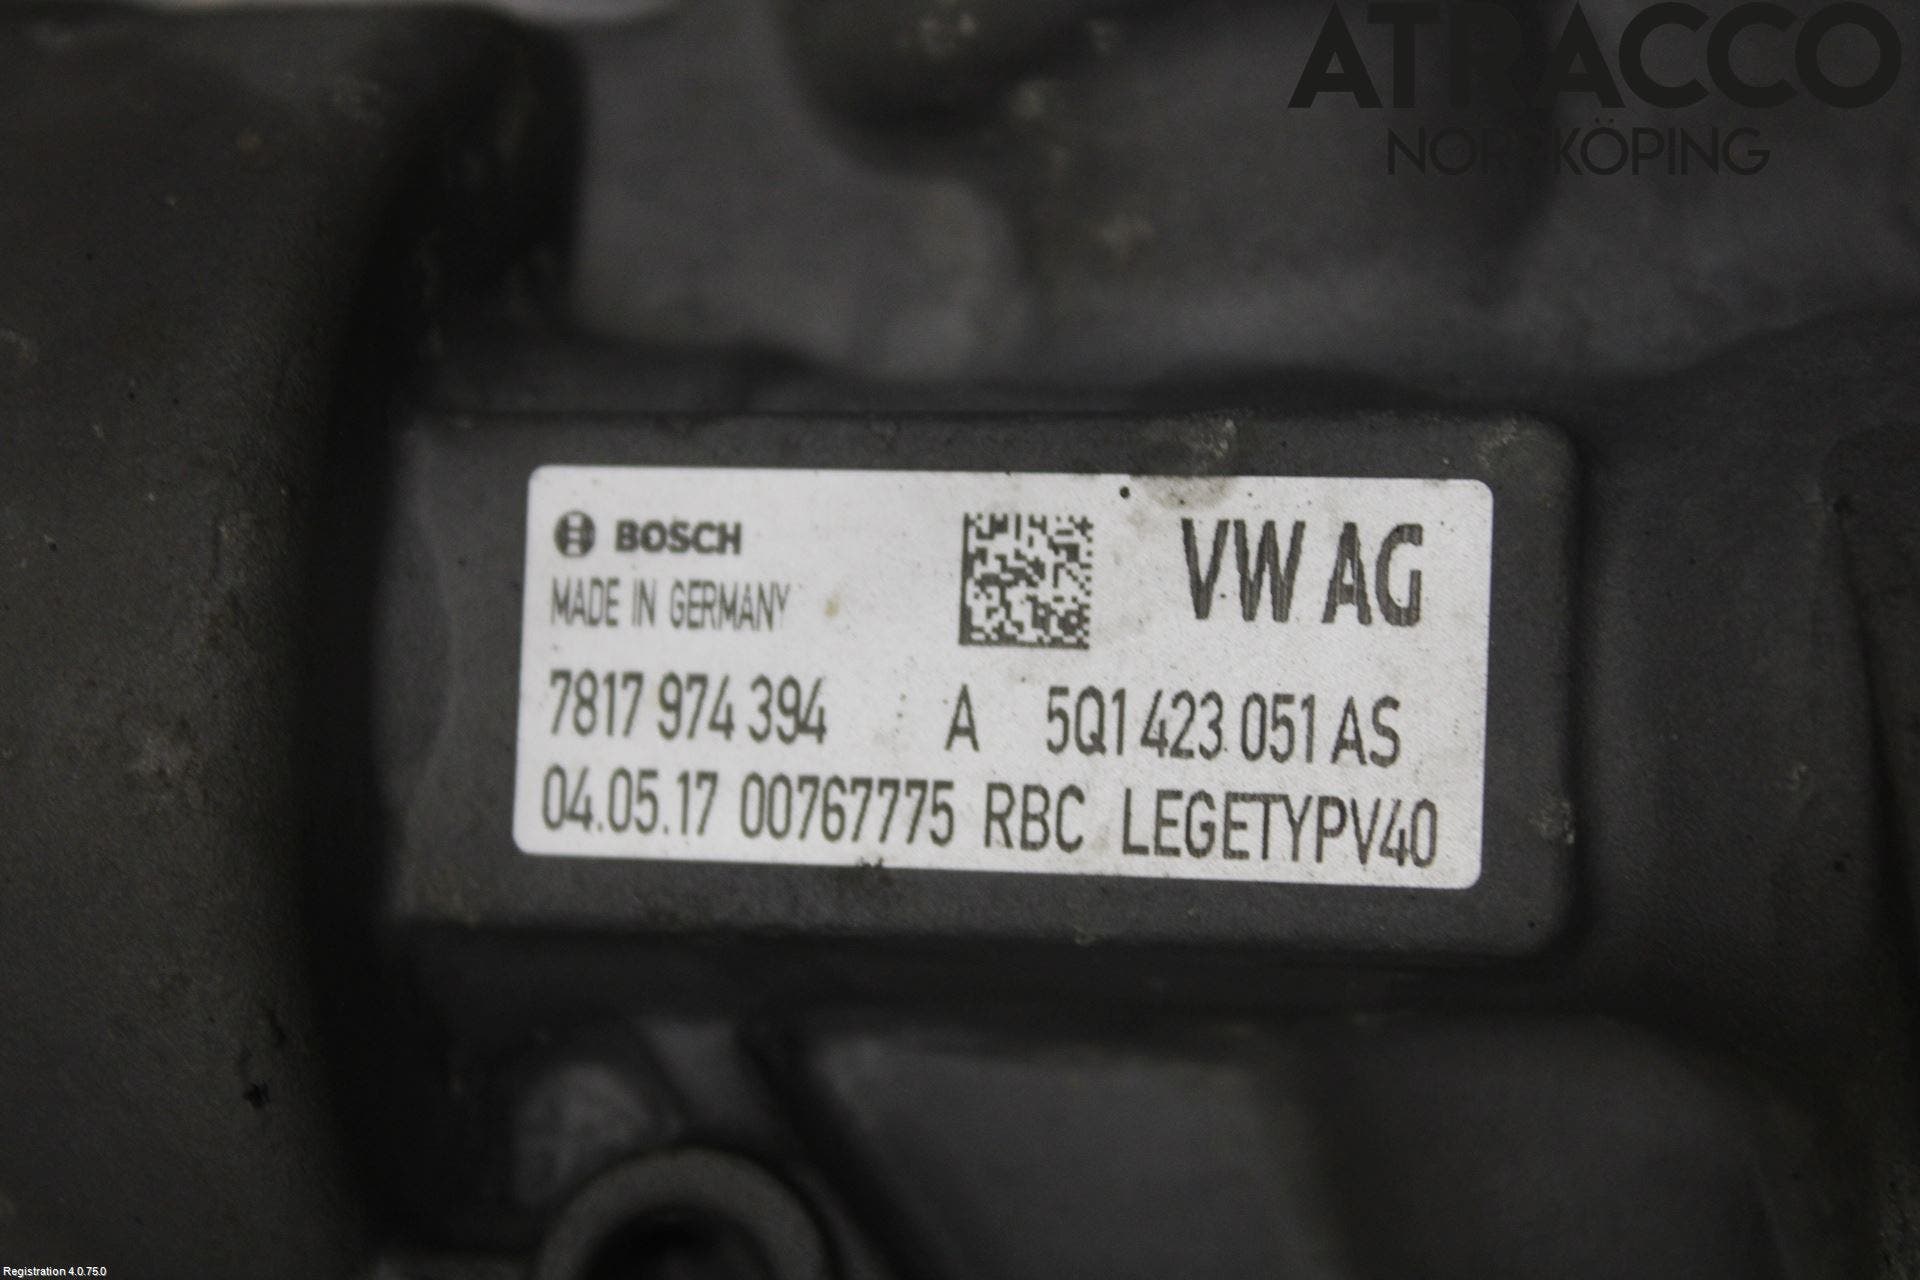 ATRACCO
NORRKÖPING
BOSCH
MADE IN GERMANY
VW AG
7817 974 394 A 5Q1 423 051 AS
04.05.17 00767775 RBC LEGETYPV40
Registration 4.0.75.0